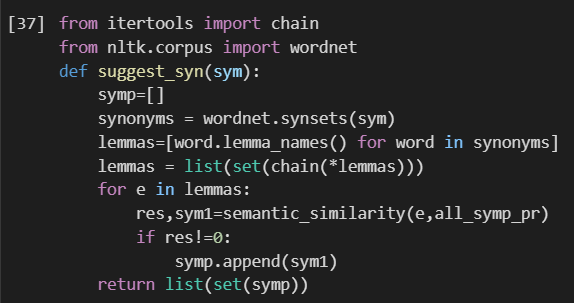 [37] from itertools import chain
from nltk.corpus import wordnet
def suggest_syn(sym):
    symp=[]
    synonyms = wordnet.synsets(sym)
    lemmas=[word.lemma_names() for word in synonyms]
    lemmas = list(set(chain(*lemmas)))
    for e in lemmas:
        res,sym1=semantic_similarity(e,all_symp_pr)
        if res!=0:
            symp.append(sym1)
    return list(set(symp))